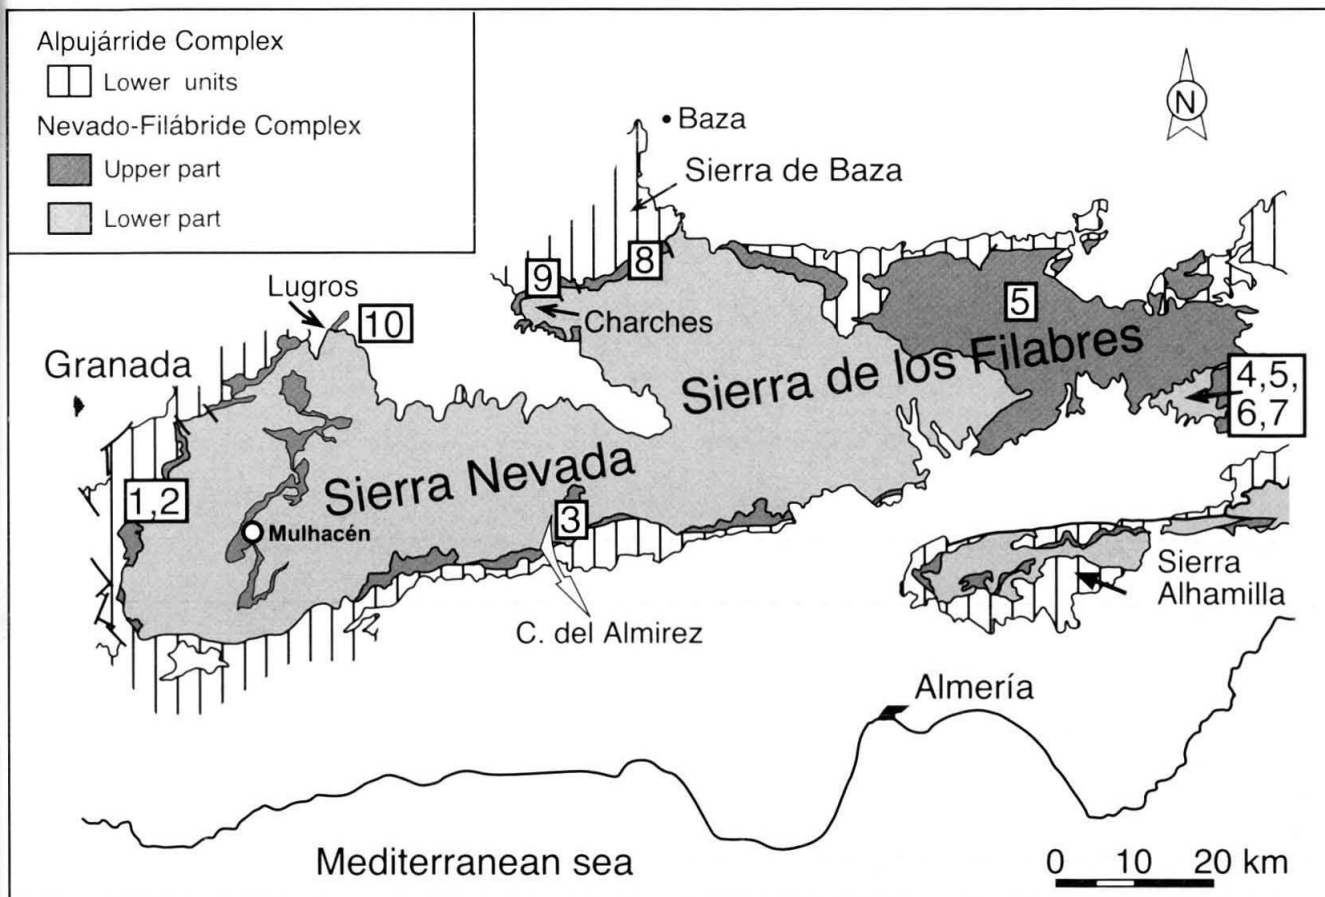 Alpujárride Complex
Lower units
Nevado-Filábride Complex
Upper part
Lower part
N
Baza
Sierra de Baza
8
9
Charches
Lugros
10
5
Granada
Sierra de los Filabres
4,5,
6,7
Sierra Nevada
1,2
3
Mulhacén
Sierra
Alhamilla
C. del Almirez
Almería
Mediterranean sea
0 10 20 km